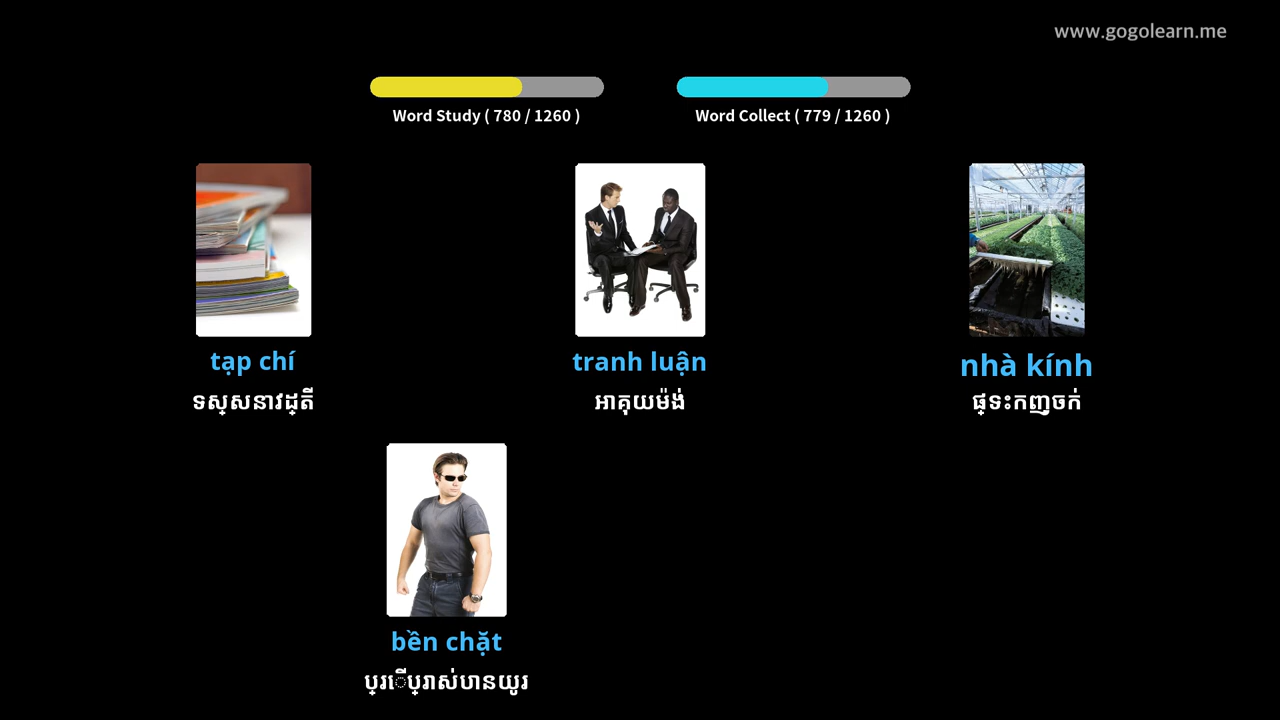 www.gogolearn.me
Word Study ( 780 / 1260 )
Word Collect ( 779 / 1260 )
tạp chí
tranh luận
nhà kính
ទស្សនាវដ្តី
អាគុយម៉ង់
ផ្ទះកញ្ចក់
bền chặt
ប្រើប្រាស់បានយូរ